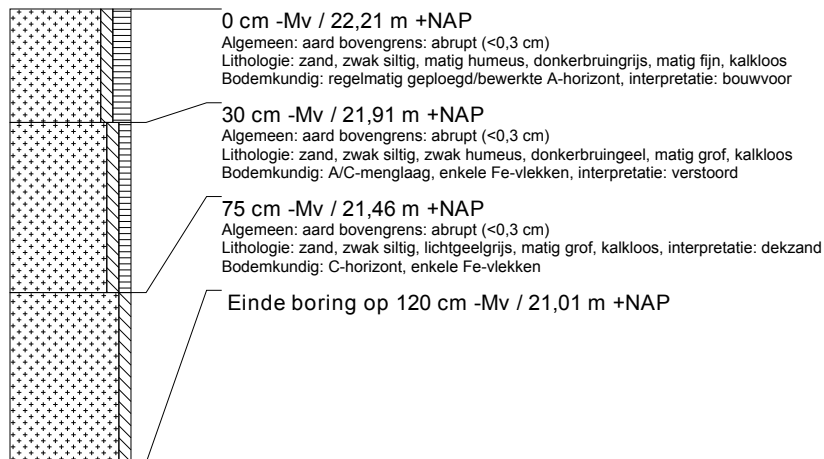 0 cm -Mv / 22,21 m +NAP
Algemeen: aard bovengrens: abrupt (<0,3 cm)
Lithologie: zand, zwak siltig, matig humeus, donkerbruingrijs, matig fijn, kalkloos
Bodemkundig: regelmatig geploegd/bewerkte A-horizont, interpretatie: bouwvoor
30 cm -Mv / 21,91 m +NAP
Algemeen: aard bovengrens: abrupt (<0,3 cm)
Lithologie: zand, zwak siltig, zwak humeus, donkerbruingeel, matig grof, kalkloos
Bodemkundig: A/C-menglaag, enkele Fe-vlekken, interpretatie: verstoord
75 cm -Mv / 21,46 m +NAP
Algemeen: aard bovengrens: abrupt (<0,3 cm)
Lithologie: zand, zwak siltig, lichtgeelgrijs, matig grof, kalkloos, interpretatie: dekzand
Bodemkundig: C-horizont, enkele Fe-vlekken
Einde boring op 120 cm -Mv / 21,01 m +NAP